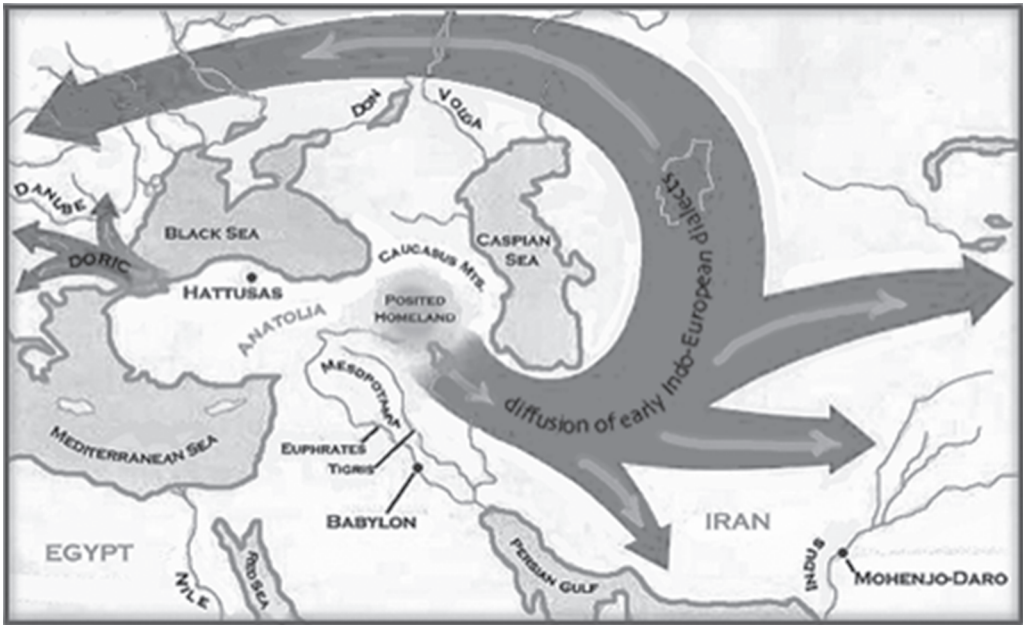 DON
VOLGA
DANUBE
BLACK SEA
CAUCASUS MTS.
CASPIAN
SEA
DORIC
HATTUSAS
POSITED
HOMELAND
ANATOLIA
MESOPOTAMIA
diffusion of early Indo-European dialects
MEDITERRANEAN SEA
EUPHRATES
TIGRIS
BABYLON
IRAN
EGYPT
NILE
RED SEA
PERSIAN GULF
INDUS
MOHENJO-DARO